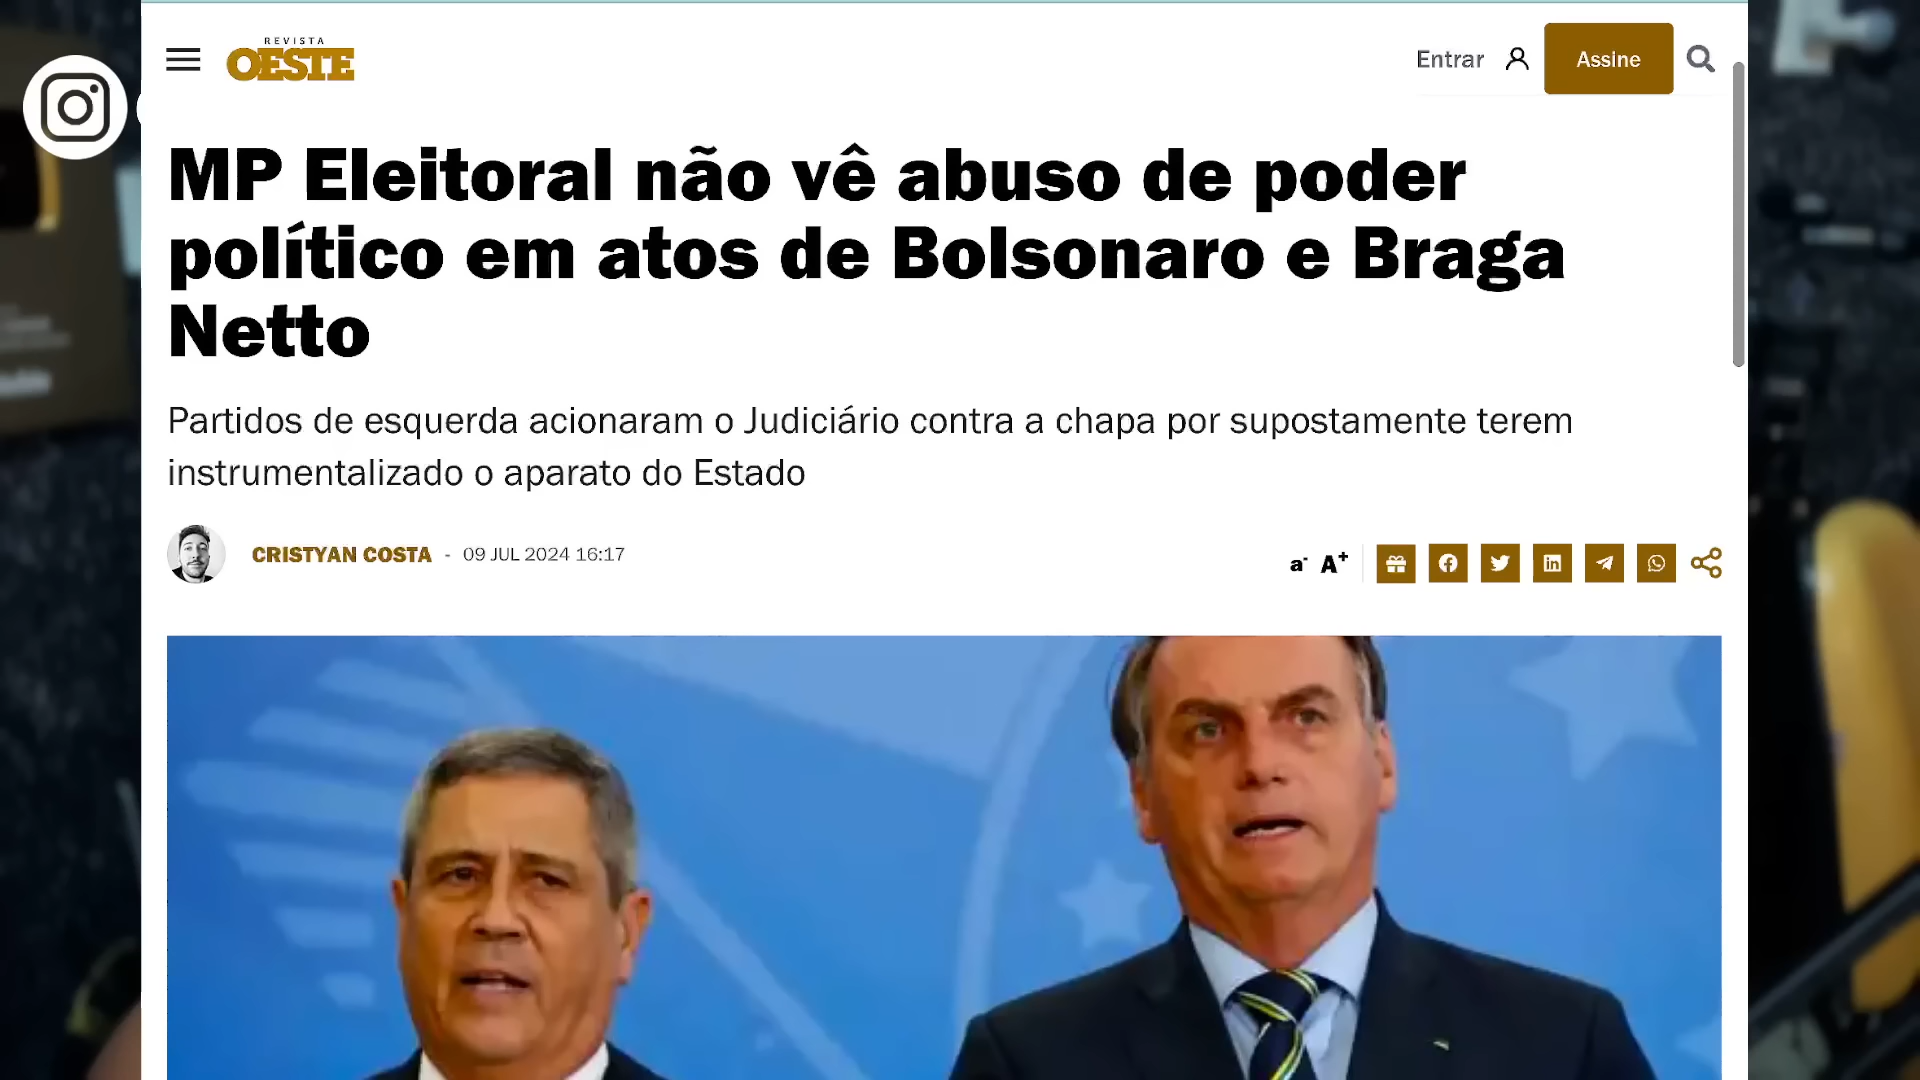 REVISTA
OESTE
Entrar
Assine
MP Eleitoral não vê abuso de poder
político em atos de Bolsonaro e Braga
Netto
Partidos de esquerda acionaram o Judiciário contra a chapa por supostamente terem
instrumentalizado o aparato do Estado
CRISTYAN COSTA - 09 JUL 2024 16:17
a- A+